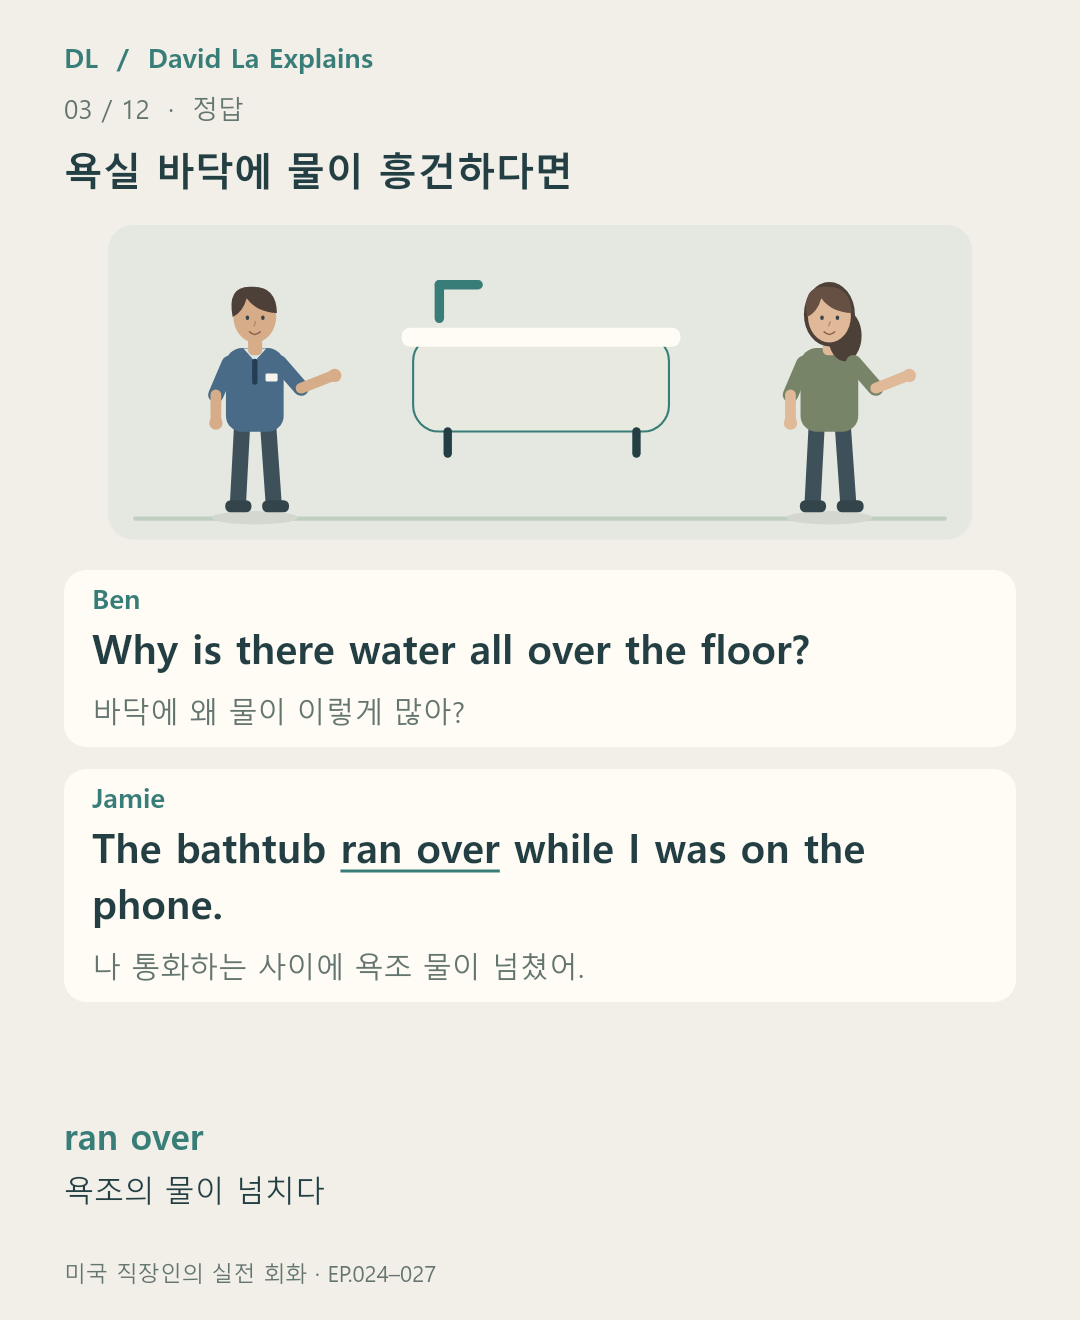 DL / David La Explains
03 / 12 · 정답
욕실 바닥에 물이 흥건하다면
Ben
Why is there water all over the floor?
바닥에 왜 물이 이렇게 많아?
Jamie
The bathtub ran over while I was on the
phone.
나 통화하는 사이에 욕조 물이 넘쳤어.
ran over
욕조의 물이 넘치다
미국 직장인의 실전 회화 · EP.024–027